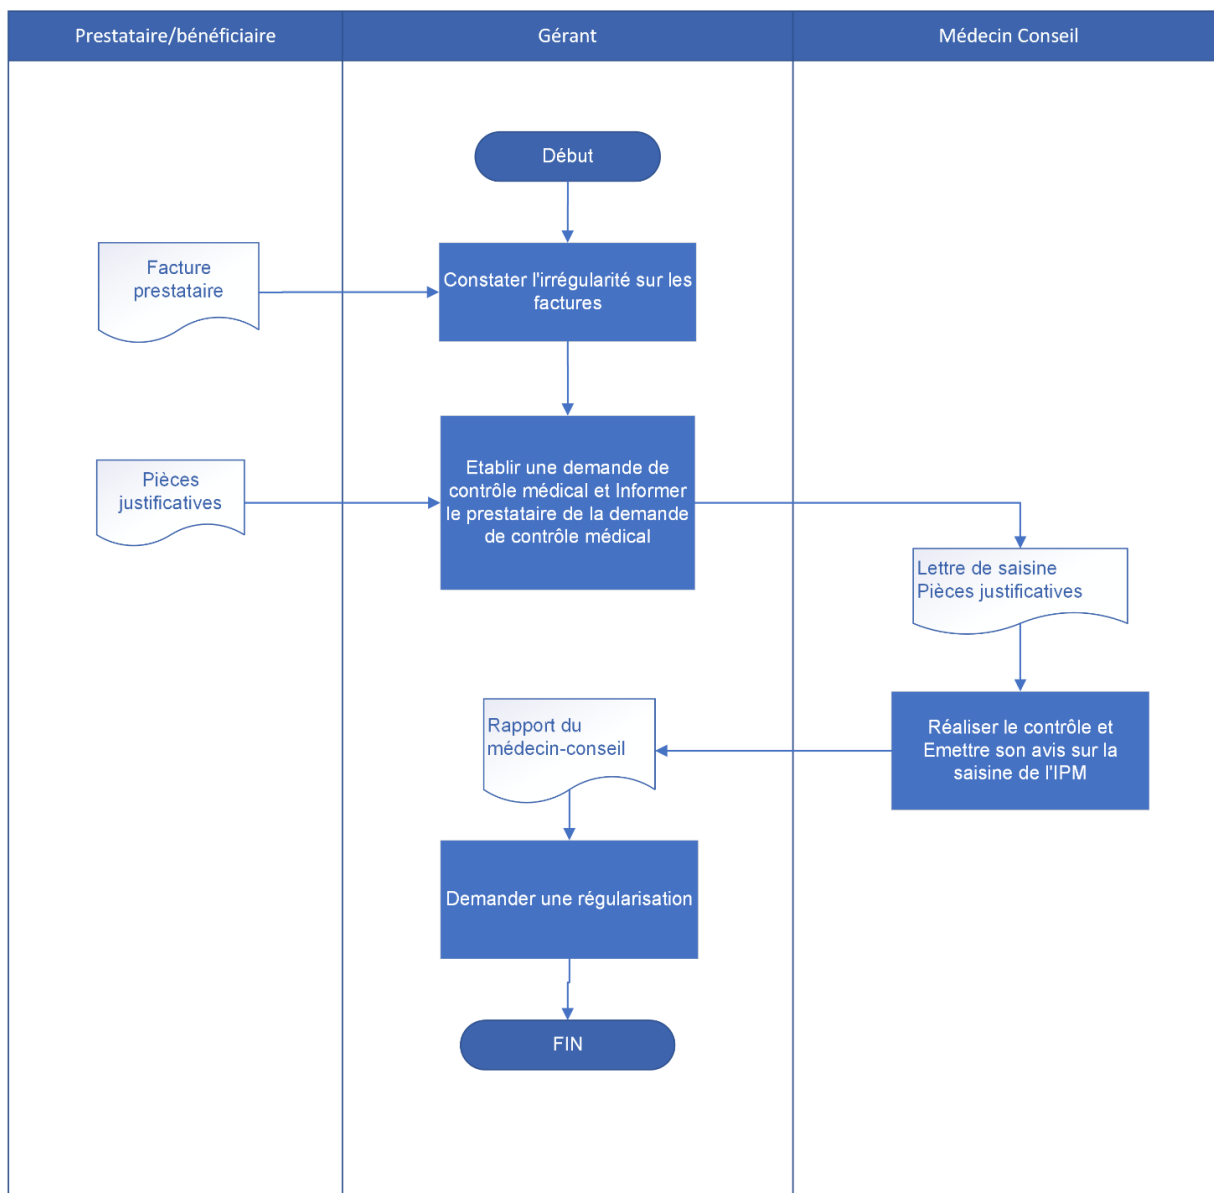 Prestataire/bénéficiaire
Gérant
Médecin Conseil
Début
Facture
prestataire
Constater l'irrégularité sur les
factures
Pièces
justificatives
Etablir une demande de
contrôle médical et Informer
le prestataire de la demande
de contrôle médical
Lettre de saisine
Pièces justificatives
Réaliser le contrôle et
Emettre son avis sur la
saisine de l'IPM
Rapport du
médecin-conseil
Demander une régularisation
FIN